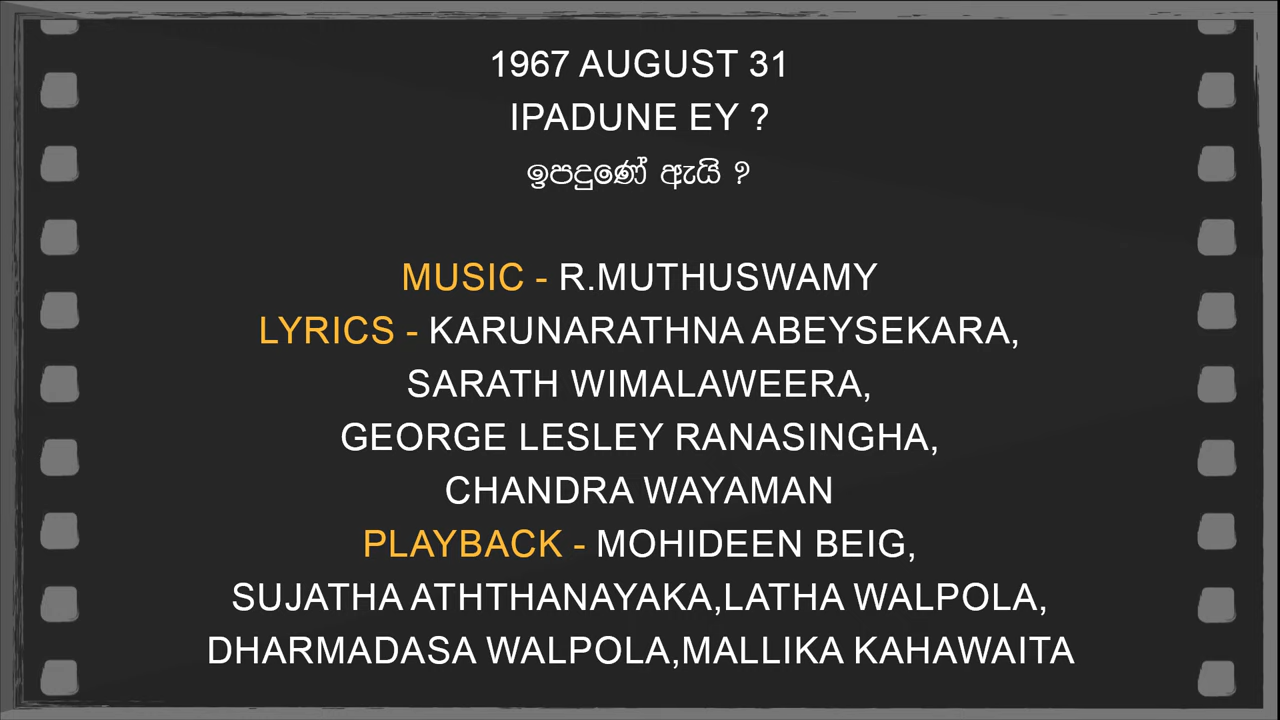 1967 AUGUST 31
IPADUNE EY ?
ඉපදුණේ ඇයි ?
MUSIC - R.MUTHUSWAMY
LYRICS - KARUNARATHNA ABEYSEKARA,
SARATH WIMALAWEERA,
GEORGE LESLEY RANASINGHA,
CHANDRA WAYAMAN
PLAYBACK - MOHIDEEN BEIG,
SUJATHA ATHTHANAYAKA,LATHA WALPOLA,
DHARMADASA WALPOLA,MALLIKA KAHAWAITA